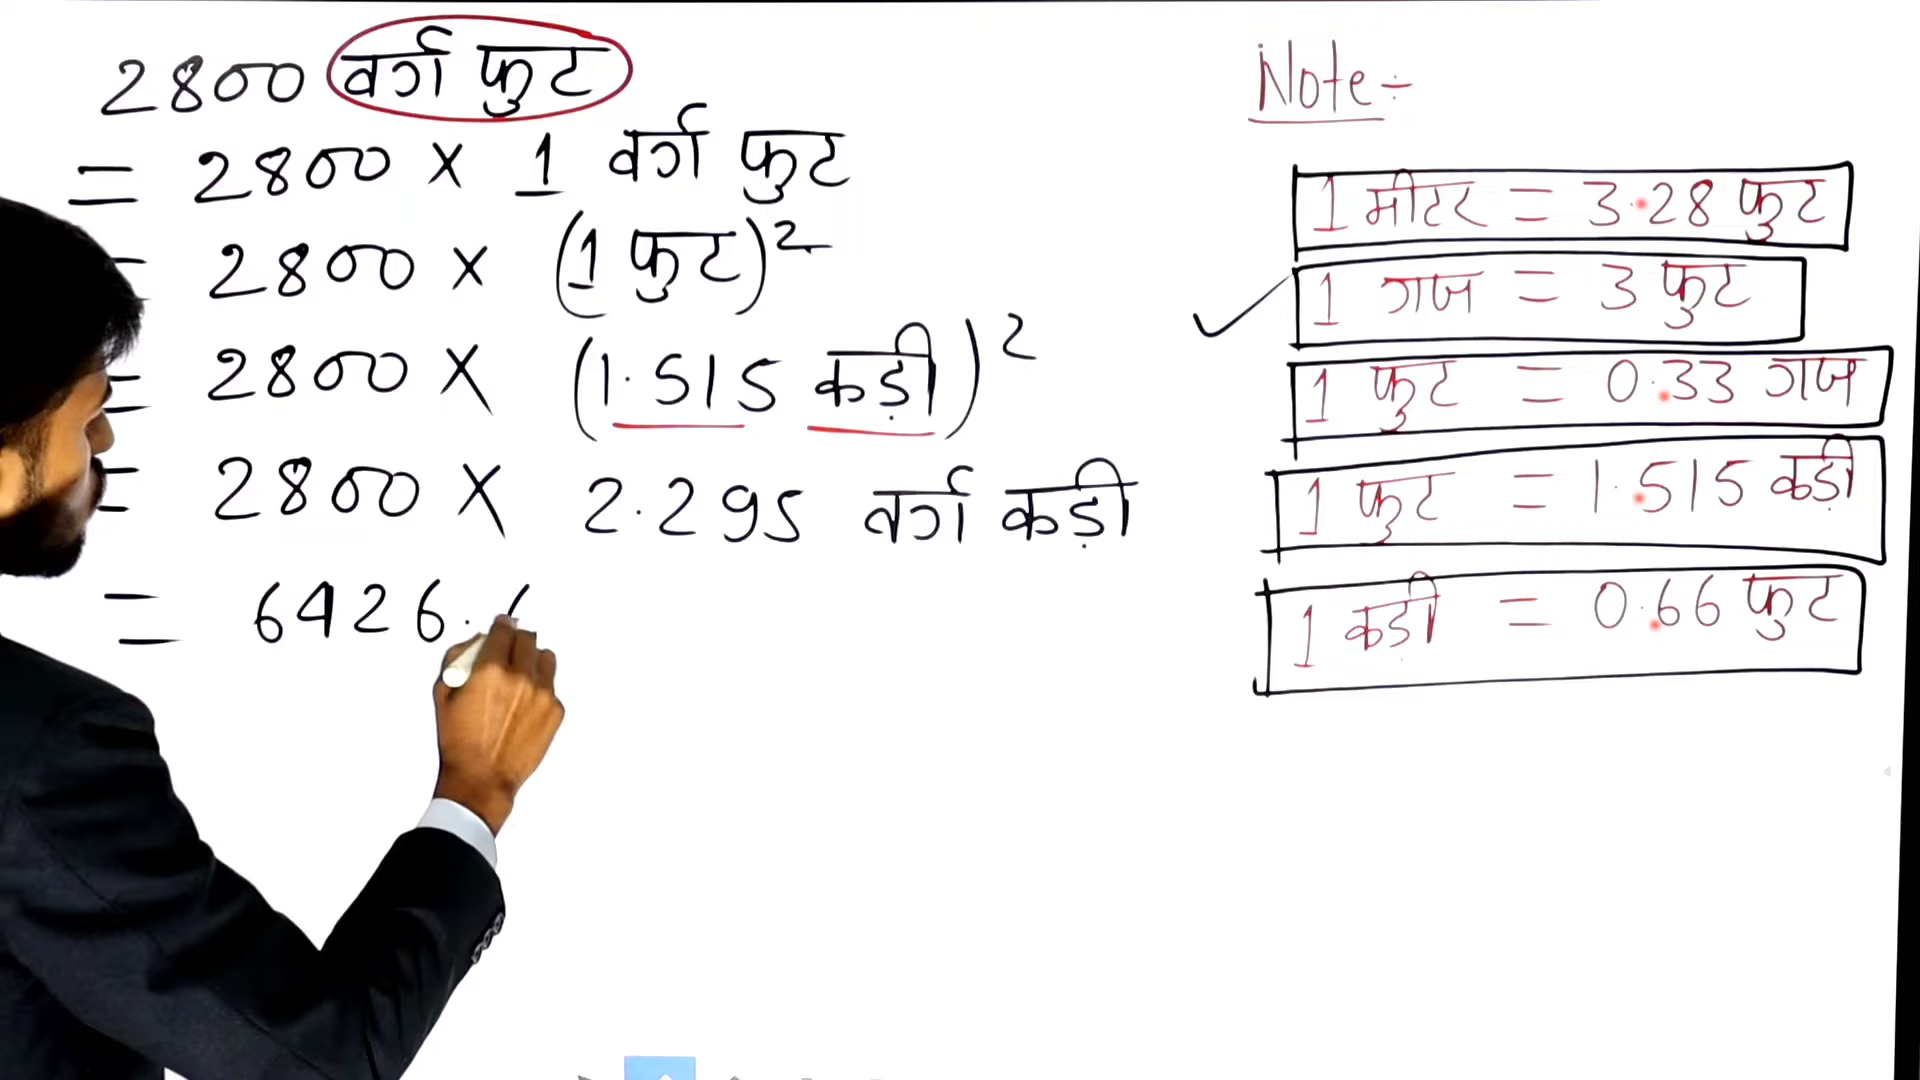 2800 वर्ग फुट
= 2800 × 1 वर्ग फुट
= 2800 × (1 फुट)²
= 2800 × (1.515 कड़ी)²
= 2800 × 2.295 वर्ग कड़ी
= 6426.
Note:-
1 मीटर = 3.28 फुट
1 गज = 3 फुट
1 फुट = 0.33 गज
1 फुट = 1.515 कड़ी
1 कड़ी = 0.66 फुट